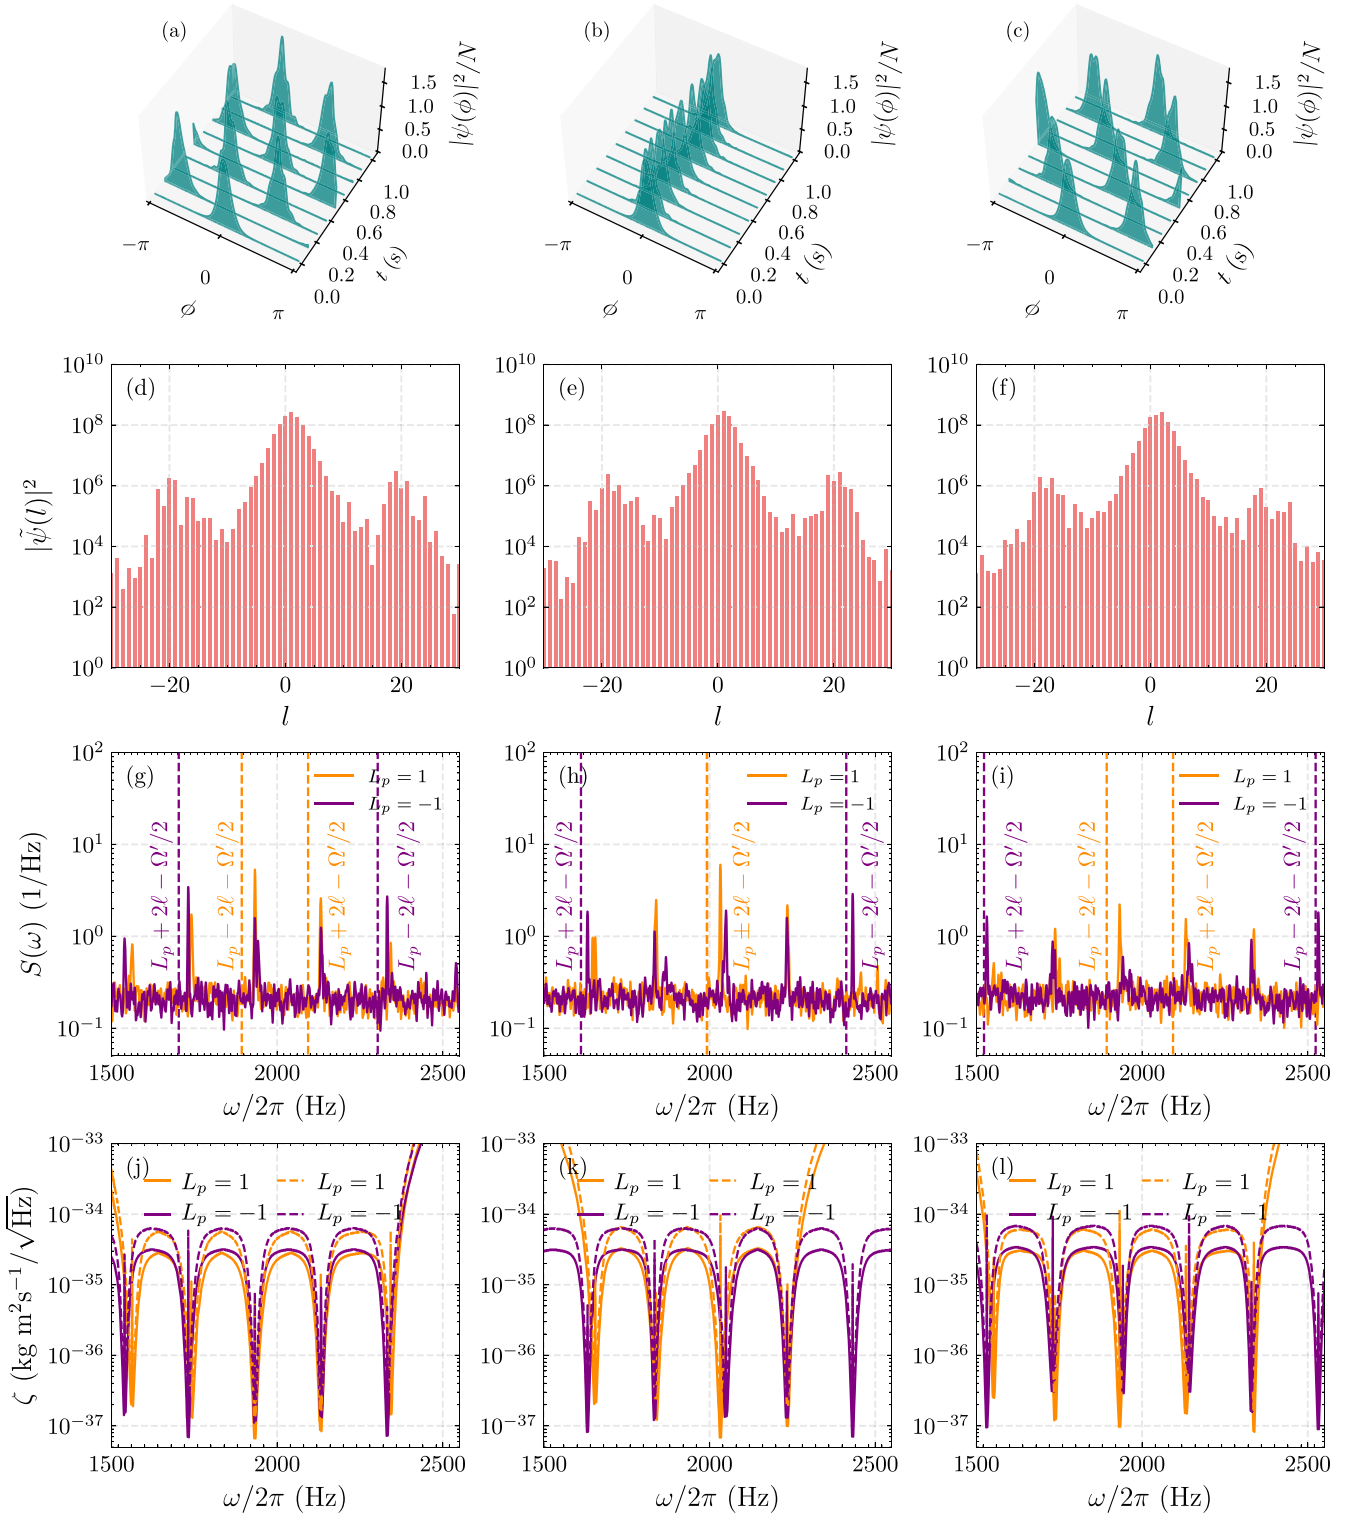 (a) (b) (c)
|ψ(ϕ)|²/N |ψ(ϕ)|²/N |ψ(ϕ)|²/N
1.5 1.5 1.5
1.0 1.0 1.0
0.5 0.5 0.5
0.0 0.0 0.0
1.0 1.0 1.0
0.8 0.8 0.8
0.6 0.6 0.6
0.4 0.4 0.4
0.2 0.2 0.2
0.0 0.0 0.0
t (s) t (s) t (s)
−π 0 π −π 0 π −π 0 π
ϕ ϕ ϕ
(d) (e) (f)
|ψ̃(l)|²
10¹⁰ 10¹⁰ 10¹⁰
10⁸ 10⁸ 10⁸
10⁶ 10⁶ 10⁶
10⁴ 10⁴ 10⁴
10² 10² 10²
10⁰ 10⁰ 10⁰
−20 0 20 −20 0 20 −20 0 20
l l l
(g) (h) (i)
L_p = 1 L_p = 1 L_p = 1
L_p = −1 L_p = −1 L_p = −1
S(ω) (1/Hz)
10² 10² 10²
10¹ 10¹ 10¹
10⁰ 10⁰ 10⁰
10⁻¹ 10⁻¹ 10⁻¹
L_p + 2ℓ − Ω′/2 L_p − 2ℓ − Ω′/2 L_p + 2ℓ − Ω′/2 L_p − 2ℓ − Ω′/2
L_p + 2ℓ − Ω′/2 L_p ± 2ℓ − Ω′/2 L_p − 2ℓ − Ω′/2
L_p + 2ℓ − Ω′/2 L_p − 2ℓ − Ω′/2 L_p + 2ℓ − Ω′/2 L_p − 2ℓ − Ω′/2
1500 2000 2500 1500 2000 2500 1500 2000 2500
ω/2π (Hz) ω/2π (Hz) ω/2π (Hz)
(j) (k) (l)
L_p = 1 L_p = 1 L_p = 1 L_p = 1 L_p = 1 L_p = 1
L_p = −1 L_p = −1 L_p = −1 L_p = −1 L_p = −1 L_p = −1
ζ (kg m²s⁻¹/√Hz)
10⁻³³ 10⁻³³ 10⁻³³
10⁻³⁴ 10⁻³⁴ 10⁻³⁴
10⁻³⁵ 10⁻³⁵ 10⁻³⁵
10⁻³⁶ 10⁻³⁶ 10⁻³⁶
10⁻³⁷ 10⁻³⁷ 10⁻³⁷
1500 2000 2500 1500 2000 2500 1500 2000 2500
ω/2π (Hz) ω/2π (Hz) ω/2π (Hz)